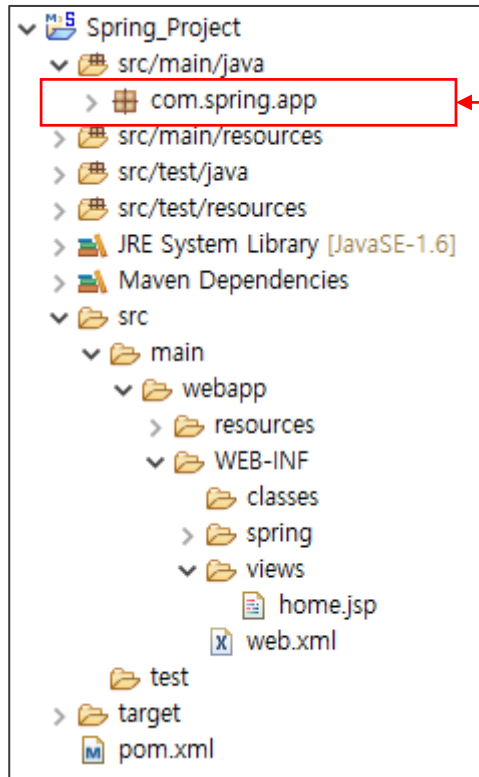 Spring_Project
src/main/java
com.spring.app
src/main/resources
src/test/java
src/test/resources
JRE System Library [JavaSE-1.6]
Maven Dependencies
src
main
webapp
resources
WEB-INF
classes
spring
views
home.jsp
web.xml
test
target
pom.xml